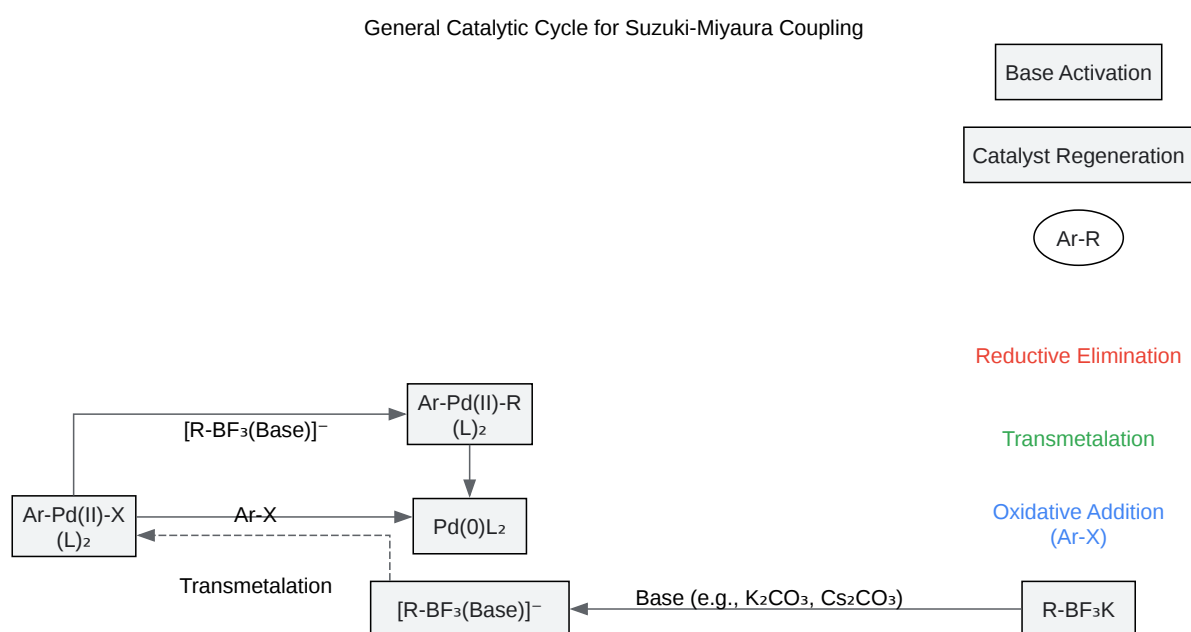 General Catalytic Cycle for Suzuki-Miyaura Coupling
Base Activation
Catalyst Regeneration
Ar-R
Reductive Elimination
Ar-Pd(II)-R
(L)₂
[R-BF₃(Base)]⁻
Transmetalation
Ar-Pd(II)-X
(L)₂
Ar-X
Pd(0)L₂
Oxidative Addition
(Ar-X)
Transmetalation
[R-BF₃(Base)]⁻
Base (e.g., K₂CO₃, Cs₂CO₃)
R-BF₃K